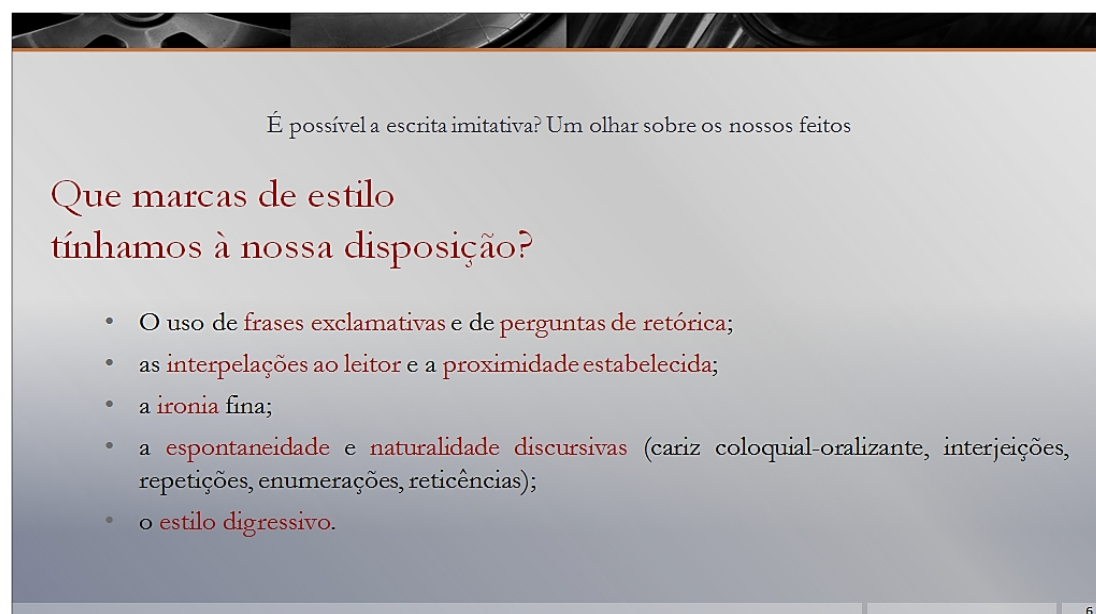 É possível a escrita imitativa? Um olhar sobre os nossos feitos
Que marcas de estilo
tínhamos à nossa disposição?
• O uso de frases exclamativas e de perguntas de retórica;
• as interpelações ao leitor e a proximidade estabelecida;
• a ironia fina;
• a espontaneidade e naturalidade discursivas (cariz coloquial-oralizante, interjeições,
repetições, enumerações, reticências);
• o estilo digressivo.
6